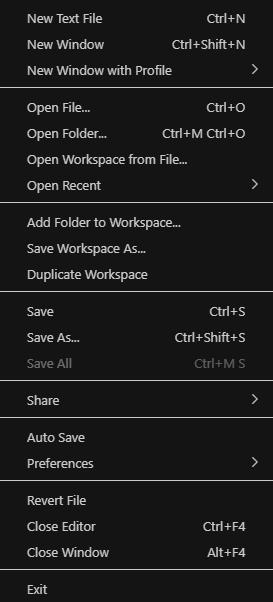 New Text File Ctrl+N
New Window Ctrl+Shift+N
New Window with Profile
Open File... Ctrl+O
Open Folder... Ctrl+M Ctrl+O
Open Workspace from File...
Open Recent
Add Folder to Workspace...
Save Workspace As...
Duplicate Workspace
Save Ctrl+S
Save As... Ctrl+Shift+S
Save All Ctrl+M S
Share
Auto Save
Preferences
Revert File
Close Editor Ctrl+F4
Close Window Alt+F4
Exit